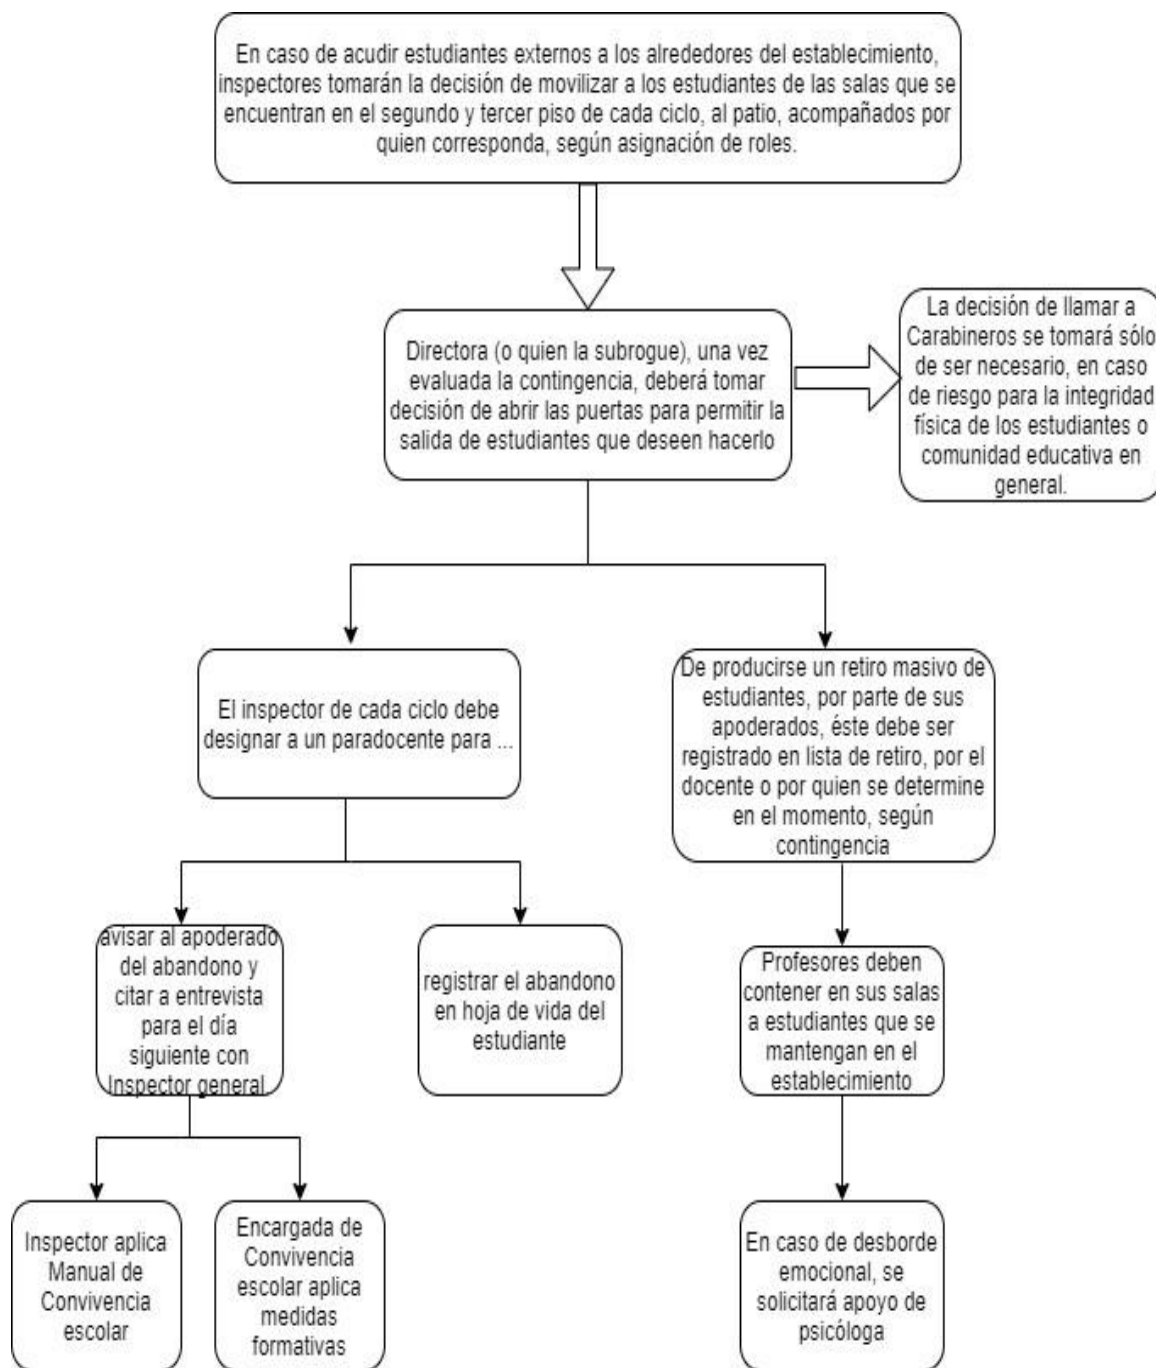 En caso de acudir estudiantes externos a los alrededores del establecimiento,
inspectores tomarán la decisión de movilizar a los estudiantes de las salas que se
encuentran en el segundo y tercer piso de cada ciclo, al patio, acompañados por
quien corresponda, según asignación de roles.
Directora (o quien la subrogue), una vez
evaluada la contingencia, deberá tomar
decisión de abrir las puertas para permitir la
salida de estudiantes que deseen hacerlo
La decisión de llamar a
Carabineros se tomará sólo
de ser necesario, en caso
de riesgo para la integridad
física de los estudiantes o
comunidad educativa en
general.
El inspector de cada ciclo debe
designar a un paradocente para ...
De producirse un retiro masivo de
estudiantes, por parte de sus
apoderados, éste debe ser
registrado en lista de retiro, por el
docente o por quien se determine
en el momento, según
contingencia
avisar al apoderado
del abandono y
citar a entrevista
para el día
siguiente con
Inspector general
registrar el abandono
en hoja de vida del
estudiante
Profesores deben
contener en sus salas
a estudiantes que se
mantengan en el
establecimiento
Inspector aplica
Manual de
Convivencia
escolar
Encargada de
Convivencia
escolar aplica
medidas
formativas
En caso de desborde
emocional, se
solicitará apoyo de
psicóloga